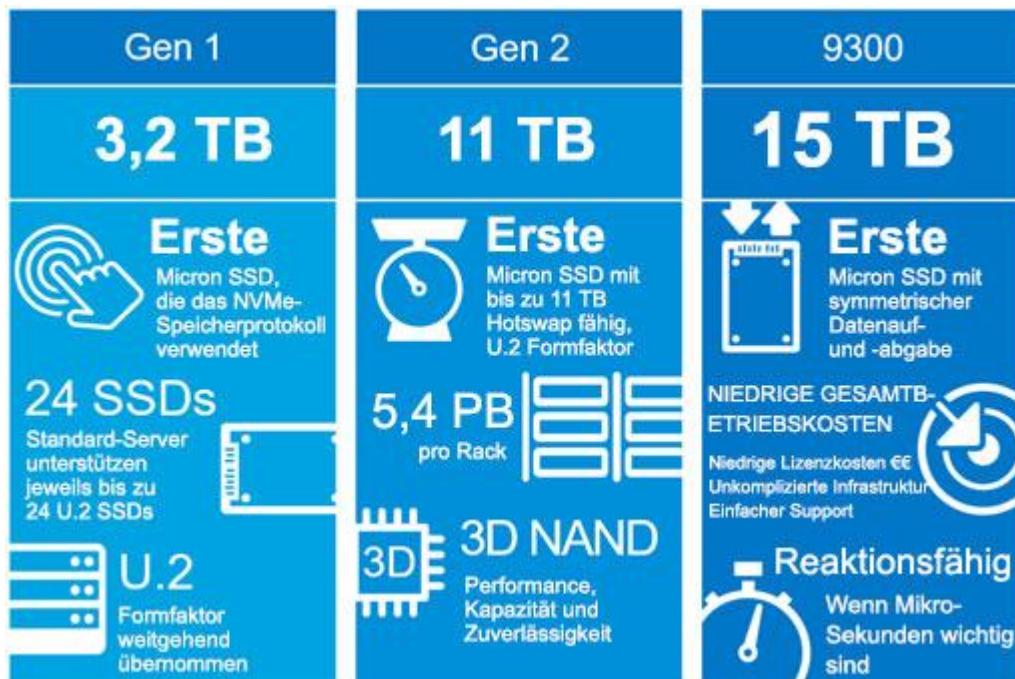 Gen 1
3,2 TB
Erste
Micron SSD,
die das NVMe-
Speicherprotokoll
verwendet
24 SSDs
Standard-Server
unterstützen
jeweils bis zu
24 U.2 SSDs
U.2
Formfaktor
weitgehend
übernommen
Gen 2
11 TB
Erste
Micron SSD mit
bis zu 11 TB
Hotswap fähig,
U.2 Formfaktor
5,4 PB
pro Rack
3D
3D NAND
Performance,
Kapazität und
Zuverlässigkeit
9300
15 TB
Erste
Micron SSD mit
symmetrischer
Datenauf-
und -abgabe
NIEDRIGE GESAMTB-
ETRIEBSKOSTEN
Niedrige Lizenzkosten €€
Unkomplizierte Infrastruktur
Einfacher Support
Reaktionsfähig
Wenn Mikro-
Sekunden wichtig
sind